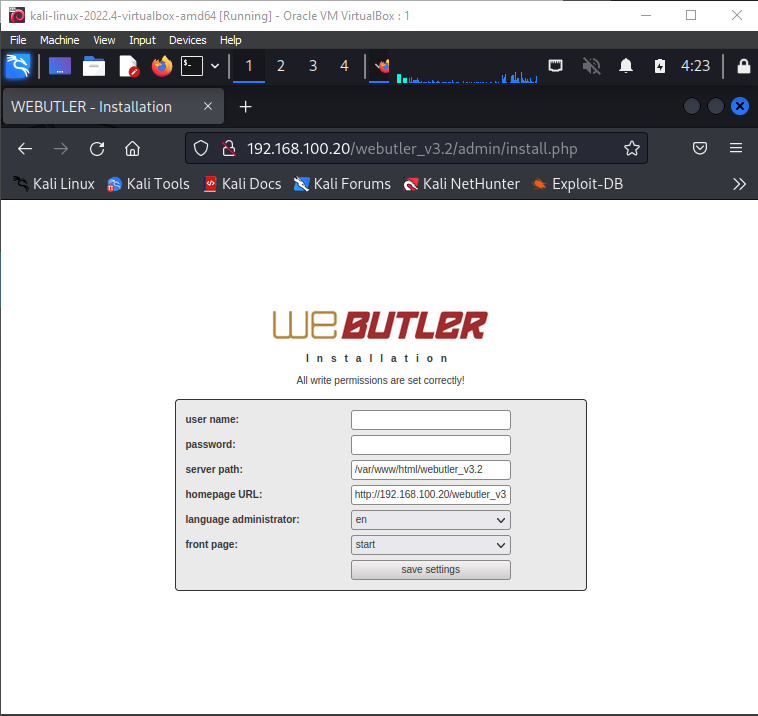 kali-linux-2022.4-virtualbox-amd64 [Running] - Oracle VM VirtualBox : 1
File Machine View Input Devices Help
1 2 3 4 4:23
WEBUTLER - Installation
192.168.100.20/webutler_v3.2/admin/install.php
Kali Linux Kali Tools Kali Docs Kali Forums Kali NetHunter Exploit-DB
WEBUTLER
Installation
All write permissions are set correctly!
user name:
password:
server path: /var/www/html/webutler_v3.2
homepage URL: http://192.168.100.20/webutler_v3
language administrator: en
front page: start
save settings